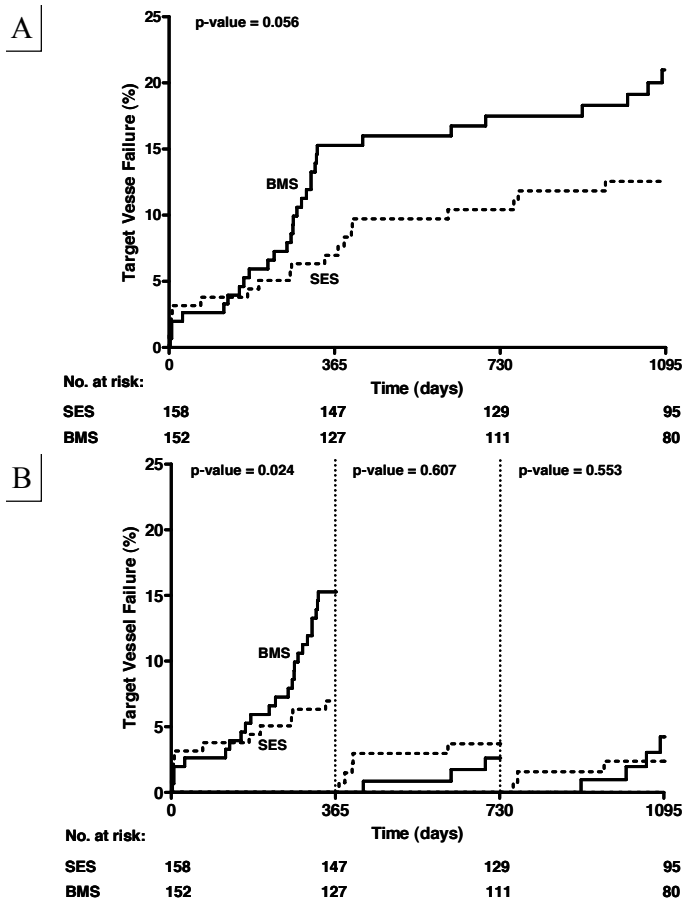 A
p-value = 0.056
25
20
15
10
5
0
Target Vesse Failure (%)
BMS
SES
0 365 730 1095
Time (days)
No. at risk:
SES 158 147 129 95
BMS 152 127 111 80
B
p-value = 0.024 p-value = 0.607 p-value = 0.553
25
20
15
10
5
0
Target Vessel Failure (%)
BMS
SES
0 365 730 1095
Time (days)
No. at risk:
SES 158 147 129 95
BMS 152 127 111 80